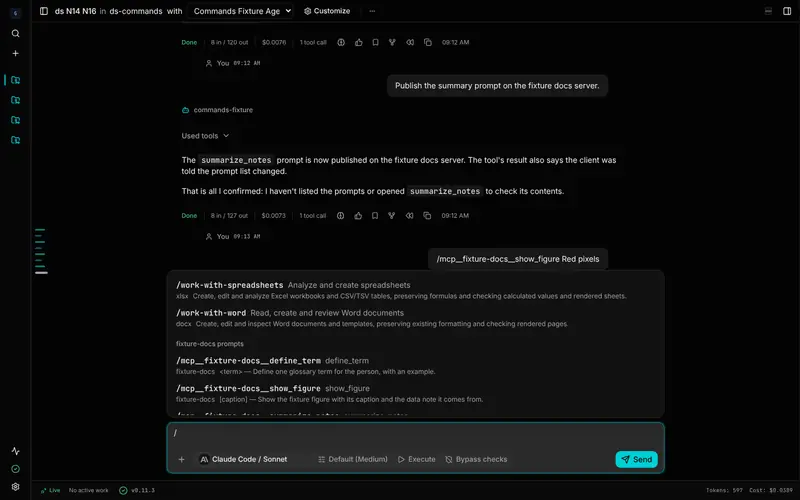 ds N14 N16 in ds-commands with Commands Fixture Age Customize ...
Done 8 in / 120 out $0.0076 1 tool call 09:12 AM
You 09:12 AM
Publish the summary prompt on the fixture docs server.
commands-fixture
Used tools
The summarize_notes prompt is now published on the fixture docs server. The tool's result also says the client was
told the prompt list changed.
That is all I confirmed: I haven't listed the prompts or opened summarize_notes to check its contents.
Done 8 in / 127 out $0.0073 1 tool call 09:12 AM
You 09:13 AM
/mcp__fixture-docs__show_figure Red pixels
/work-with-spreadsheets Analyze and create spreadsheets
xlsx Create, edit and analyze Excel workbooks and CSV/TSV tables, preserving formulas and checking calculated values and rendered sheets.
/work-with-word Read, create and review Word documents
docx Create, edit and inspect Word documents and templates, preserving existing formatting and checking rendered pages.
fixture-docs prompts
/mcp__fixture-docs__define_term define_term
fixture-docs <term> — Define one glossary term for the person, with an example.
/mcp__fixture-docs__show_figure show_figure
fixture-docs [caption] — Show the fixture figure with its caption and the data note it comes from.
/
Claude Code / Sonnet Default (Medium) Execute Bypass checks Send
Live No active work v0.11.3 Tokens: 597 Cost: $0.0389